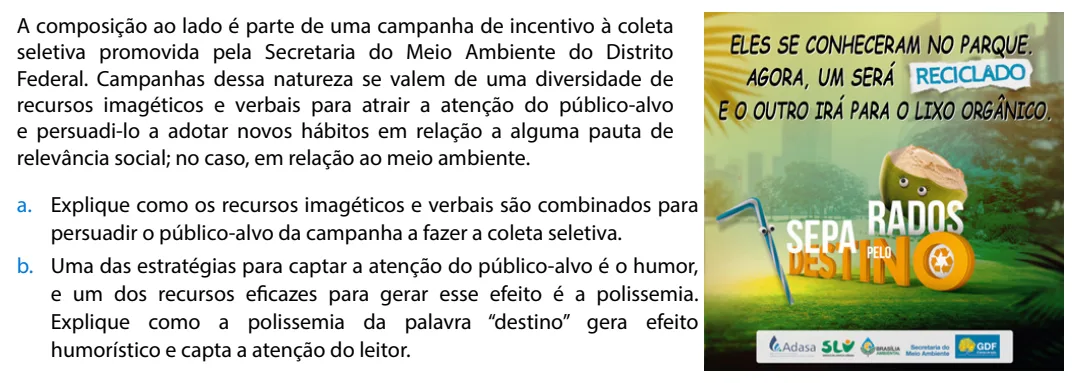 A composição ao lado é parte de uma campanha de incentivo à coleta
seletiva promovida pela Secretaria do Meio Ambiente do Distrito
Federal. Campanhas dessa natureza se valem de uma diversidade de
recursos imagéticos e verbais para atrair a atenção do público-alvo
e persuadi-lo a adotar novos hábitos em relação a alguma pauta de
relevância social; no caso, em relação ao meio ambiente.
a. Explique como os recursos imagéticos e verbais são combinados para
persuadir o público-alvo da campanha a fazer a coleta seletiva.
b. Uma das estratégias para captar a atenção do público-alvo é o humor,
e um dos recursos eficazes para gerar esse efeito é a polissemia.
Explique como a polissemia da palavra “destino” gera efeito
humorístico e capta a atenção do leitor.
ELES SE CONHECERAM NO PARQUE.
AGORA, UM SERÁ RECICLADO
E O OUTRO IRÁ PARA O LIXO ORGÂNICO.
SEPARADOS
PELO
DESTINO
Adasa
SLU
BRASÍLIA
AMBIENTAL
Secretaria do
Meio Ambiente
GDF